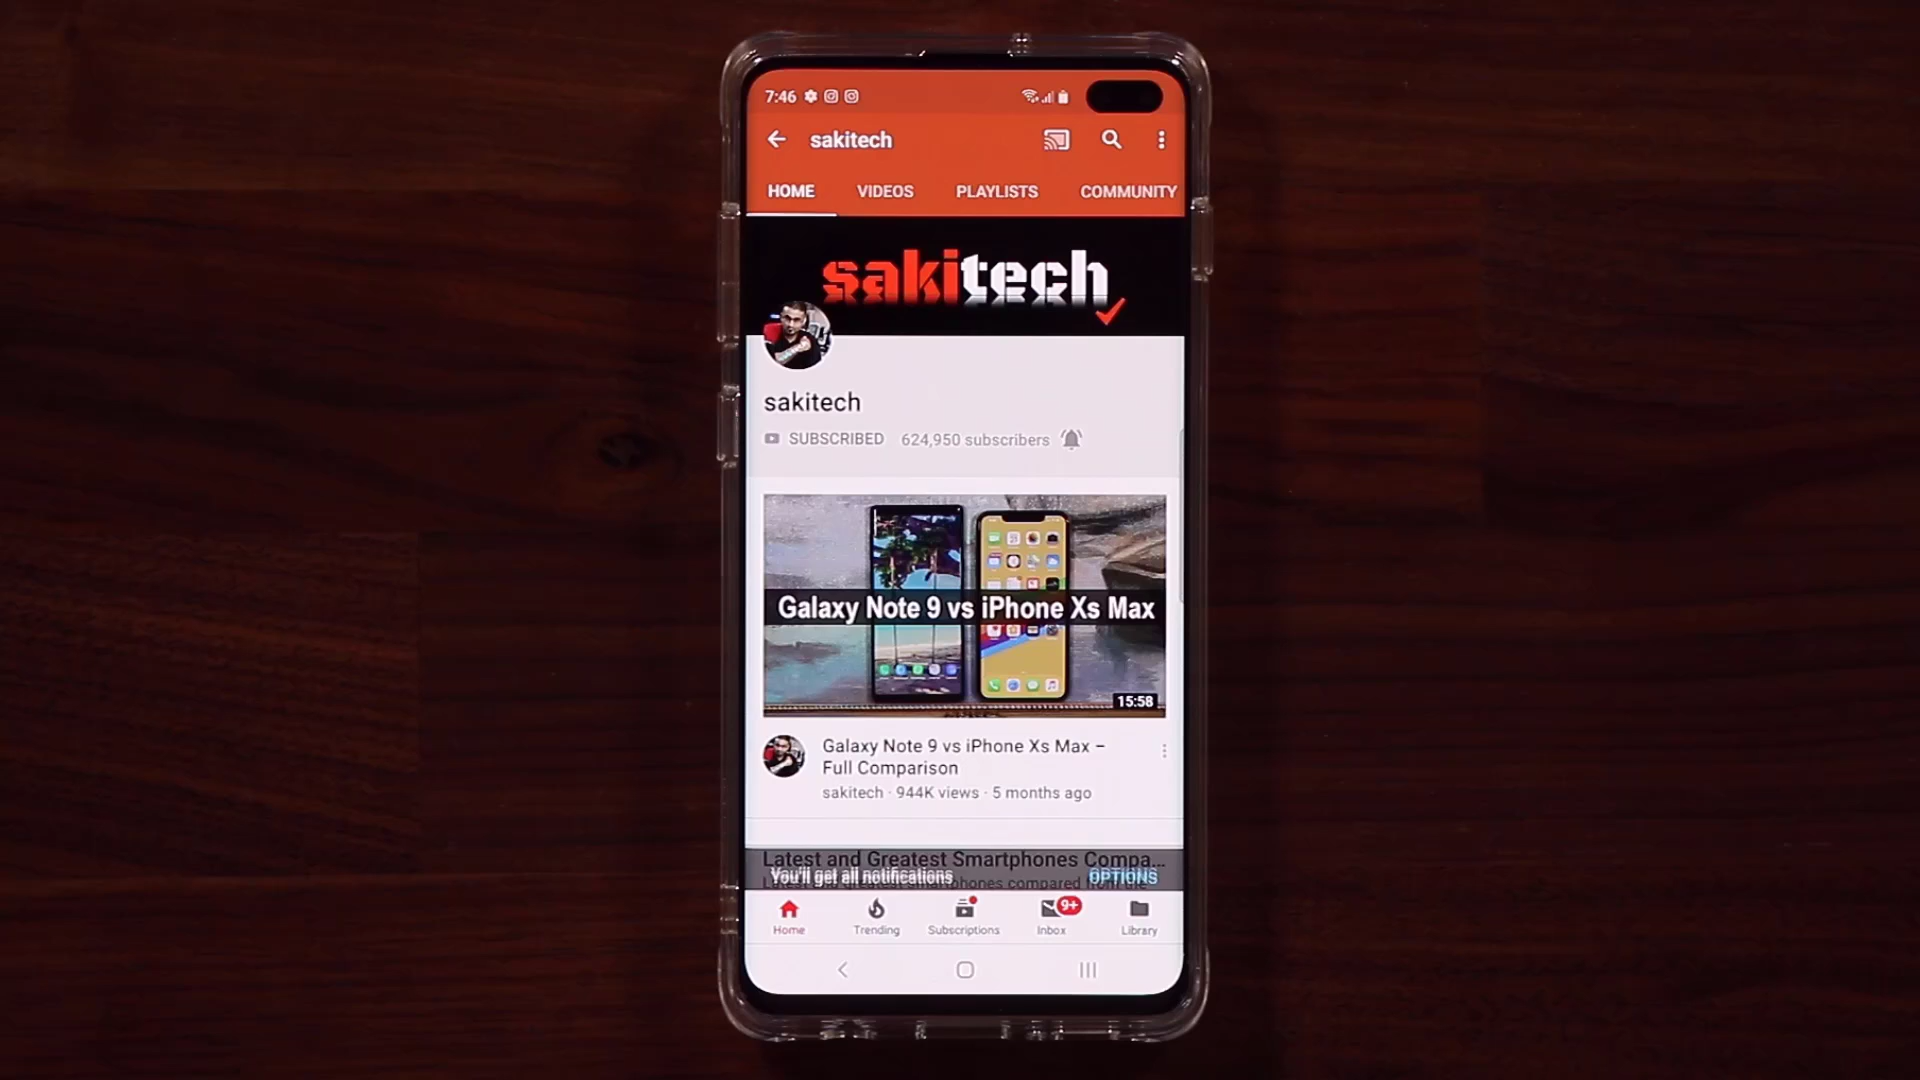 7:46
sakitech
HOME VIDEOS PLAYLISTS COMMUNITY
sakitech
sakitech
SUBSCRIBED 624,950 subscribers
Galaxy Note 9 vs iPhone Xs Max
15:58
Galaxy Note 9 vs iPhone Xs Max –
Full Comparison
sakitech · 944K views · 5 months ago
Latest and Greatest Smartphones Compa...
You'll get all notifications OPTIONS
9+
Home Trending Subscriptions Inbox Library